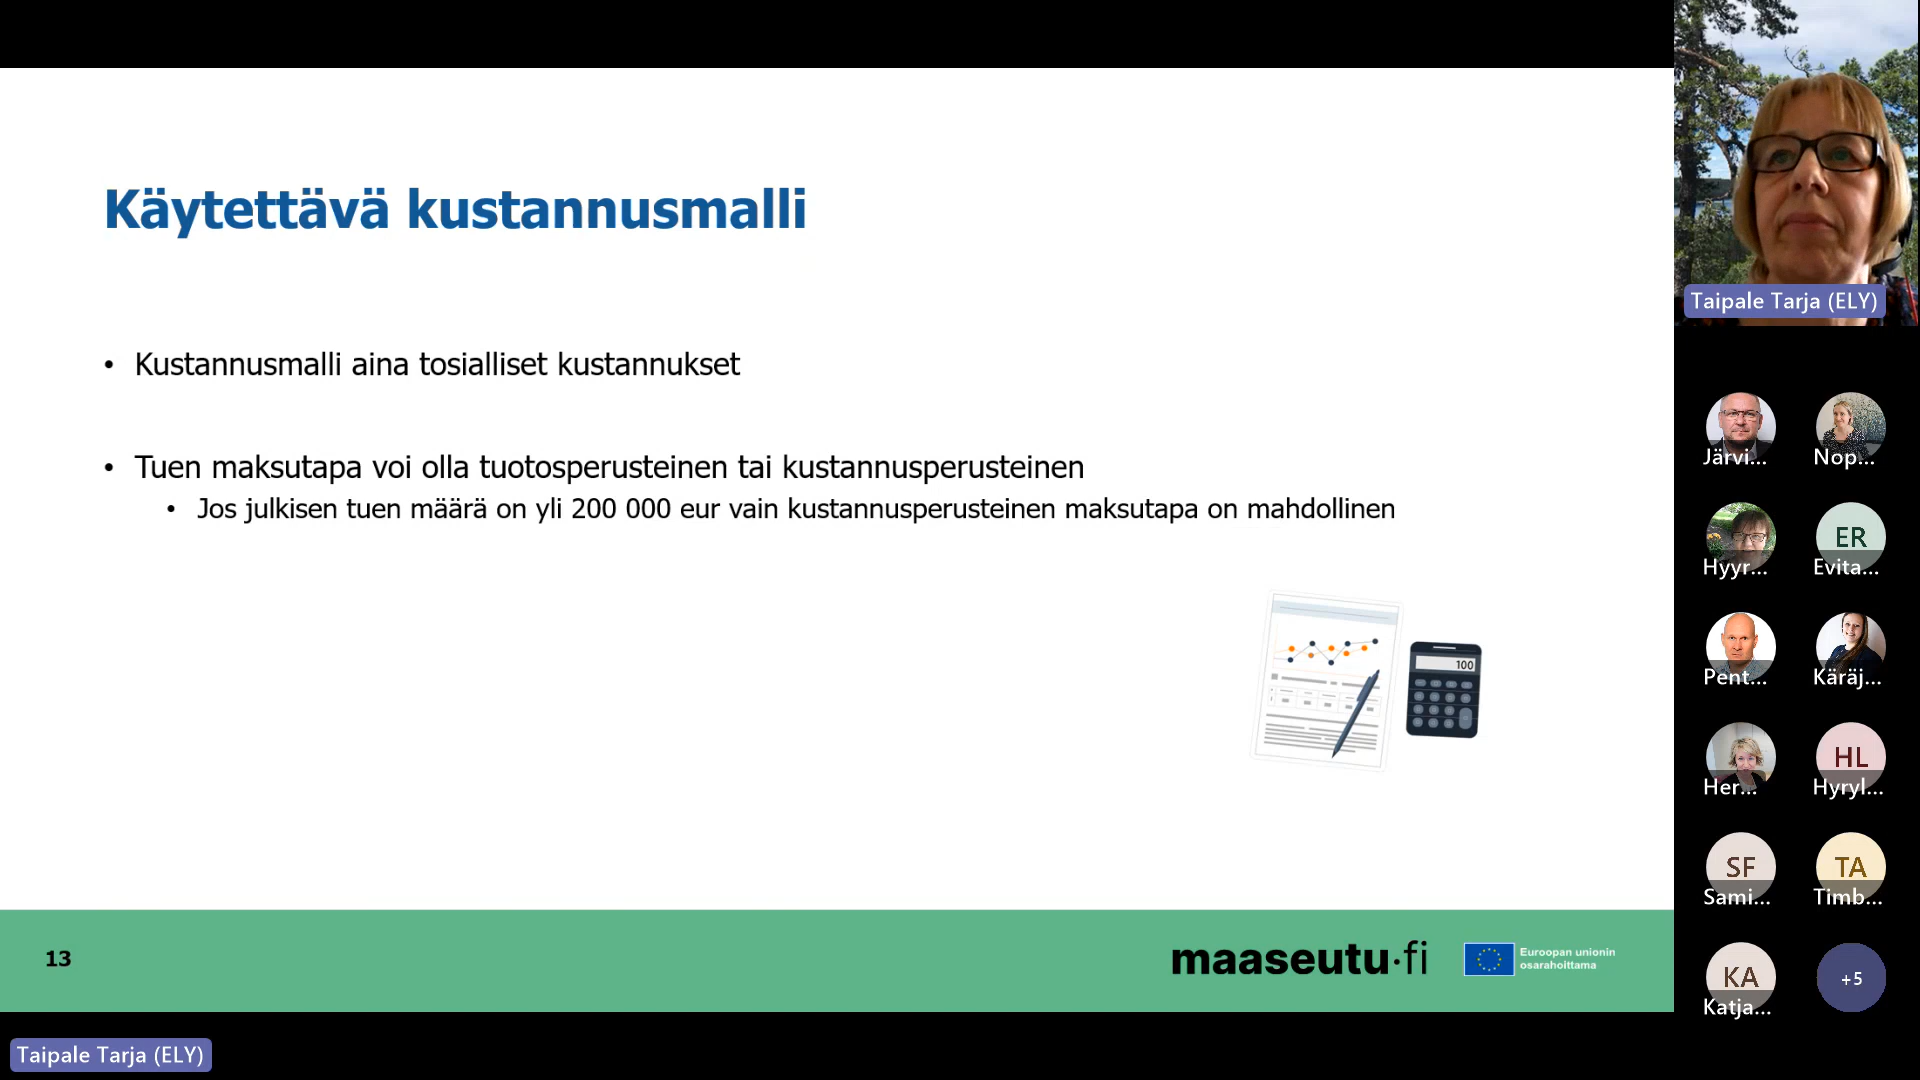 Käytettävä kustannusmalli
• Kustannusmalli aina tosialliset kustannukset
• Tuen maksutapa voi olla tuotosperusteinen tai kustannusperusteinen
• Jos julkisen tuen määrä on yli 200 000 eur vain kustannusperusteinen maksutapa on mahdollinen
100
13
maaseutu·fi
Euroopan unionin
osarahoittama
Taipale Tarja (ELY)
Taipale Tarja (ELY)
Järvi...
Nop...
Hyyr...
ER
Evita...
Pent...
Käräj...
Her...
HL
Hyryl...
SF
Sami...
TA
Timb...
KA
Katja...
+5